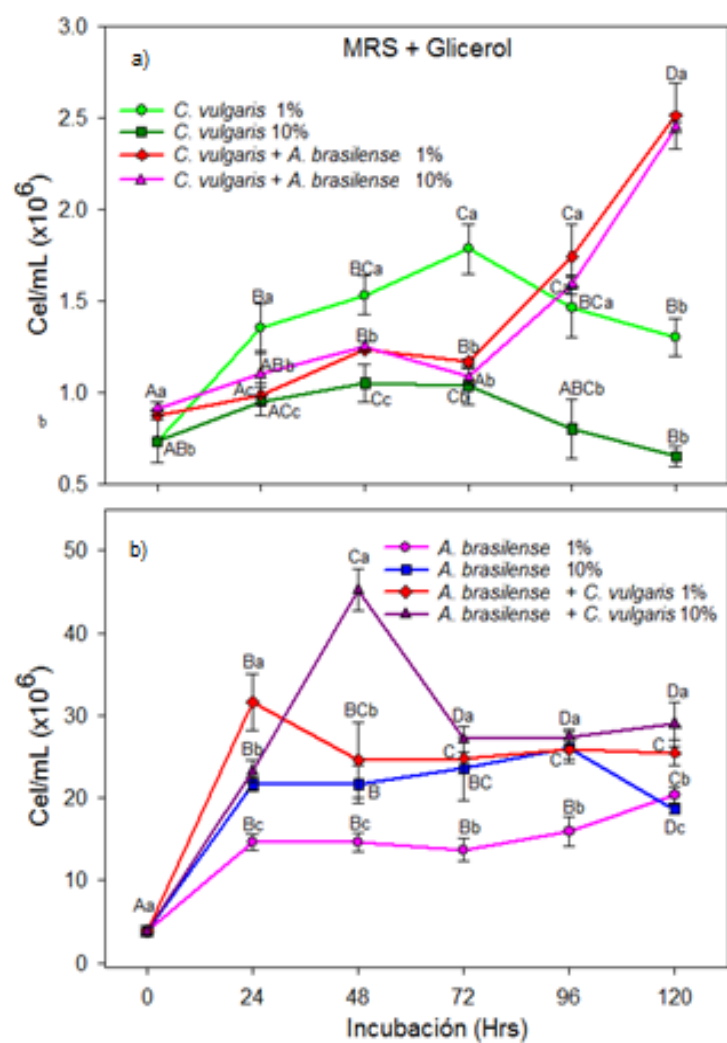 MRS + Glicerol
a)
C. vulgaris 1%
C. vulgaris 10%
C. vulgaris + A. brasilense 1%
C. vulgaris + A. brasilense 10%
Cel/mL (x10⁶)
3.0
2.5
2.0
1.5
1.0
0.5
Aa
ABb
Ba
ABb
Ac
ACc
BCa
Bb
Cc
Ca
Bb
Ab
Ca
Ca
BCa
ABCb
Da
Bb
Bb
b)
A. brasilense 1%
A. brasilense 10%
A. brasilense + C. vulgaris 1%
A. brasilense + C. vulgaris 10%
Cel/mL (x10⁶)
50
40
30
20
10
0
Aa
Ba
Bb
Bc
Ca
BCb
B
Bc
Da
C
BC
Bb
Da
C
Bb
Da
C
Cb
Dc
0 24 48 72 96 120
Incubación (Hrs)